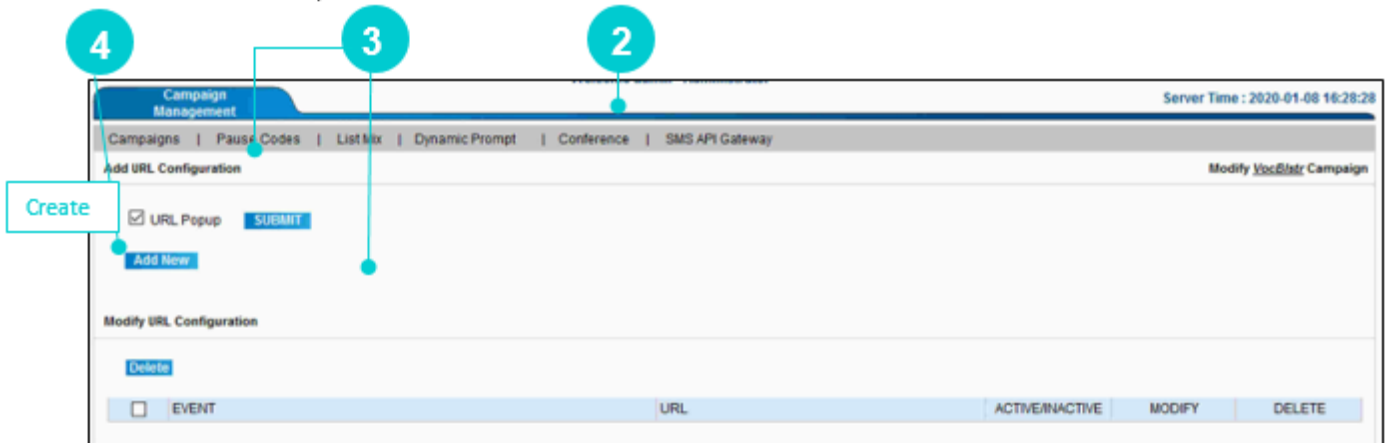 4 3 2
Campaign
Management
Server Time : 2020-01-08 16:28:28
Campaigns | Pause Codes | List Mix | Dynamic Prompt | Conference | SMS API Gateway
Add URL Configuration Modify VocBlstr Campaign
Create
URL Popup SUBMIT
Add New
Modify URL Configuration
Delete
EVENT URL ACTIVE/INACTIVE MODIFY DELETE